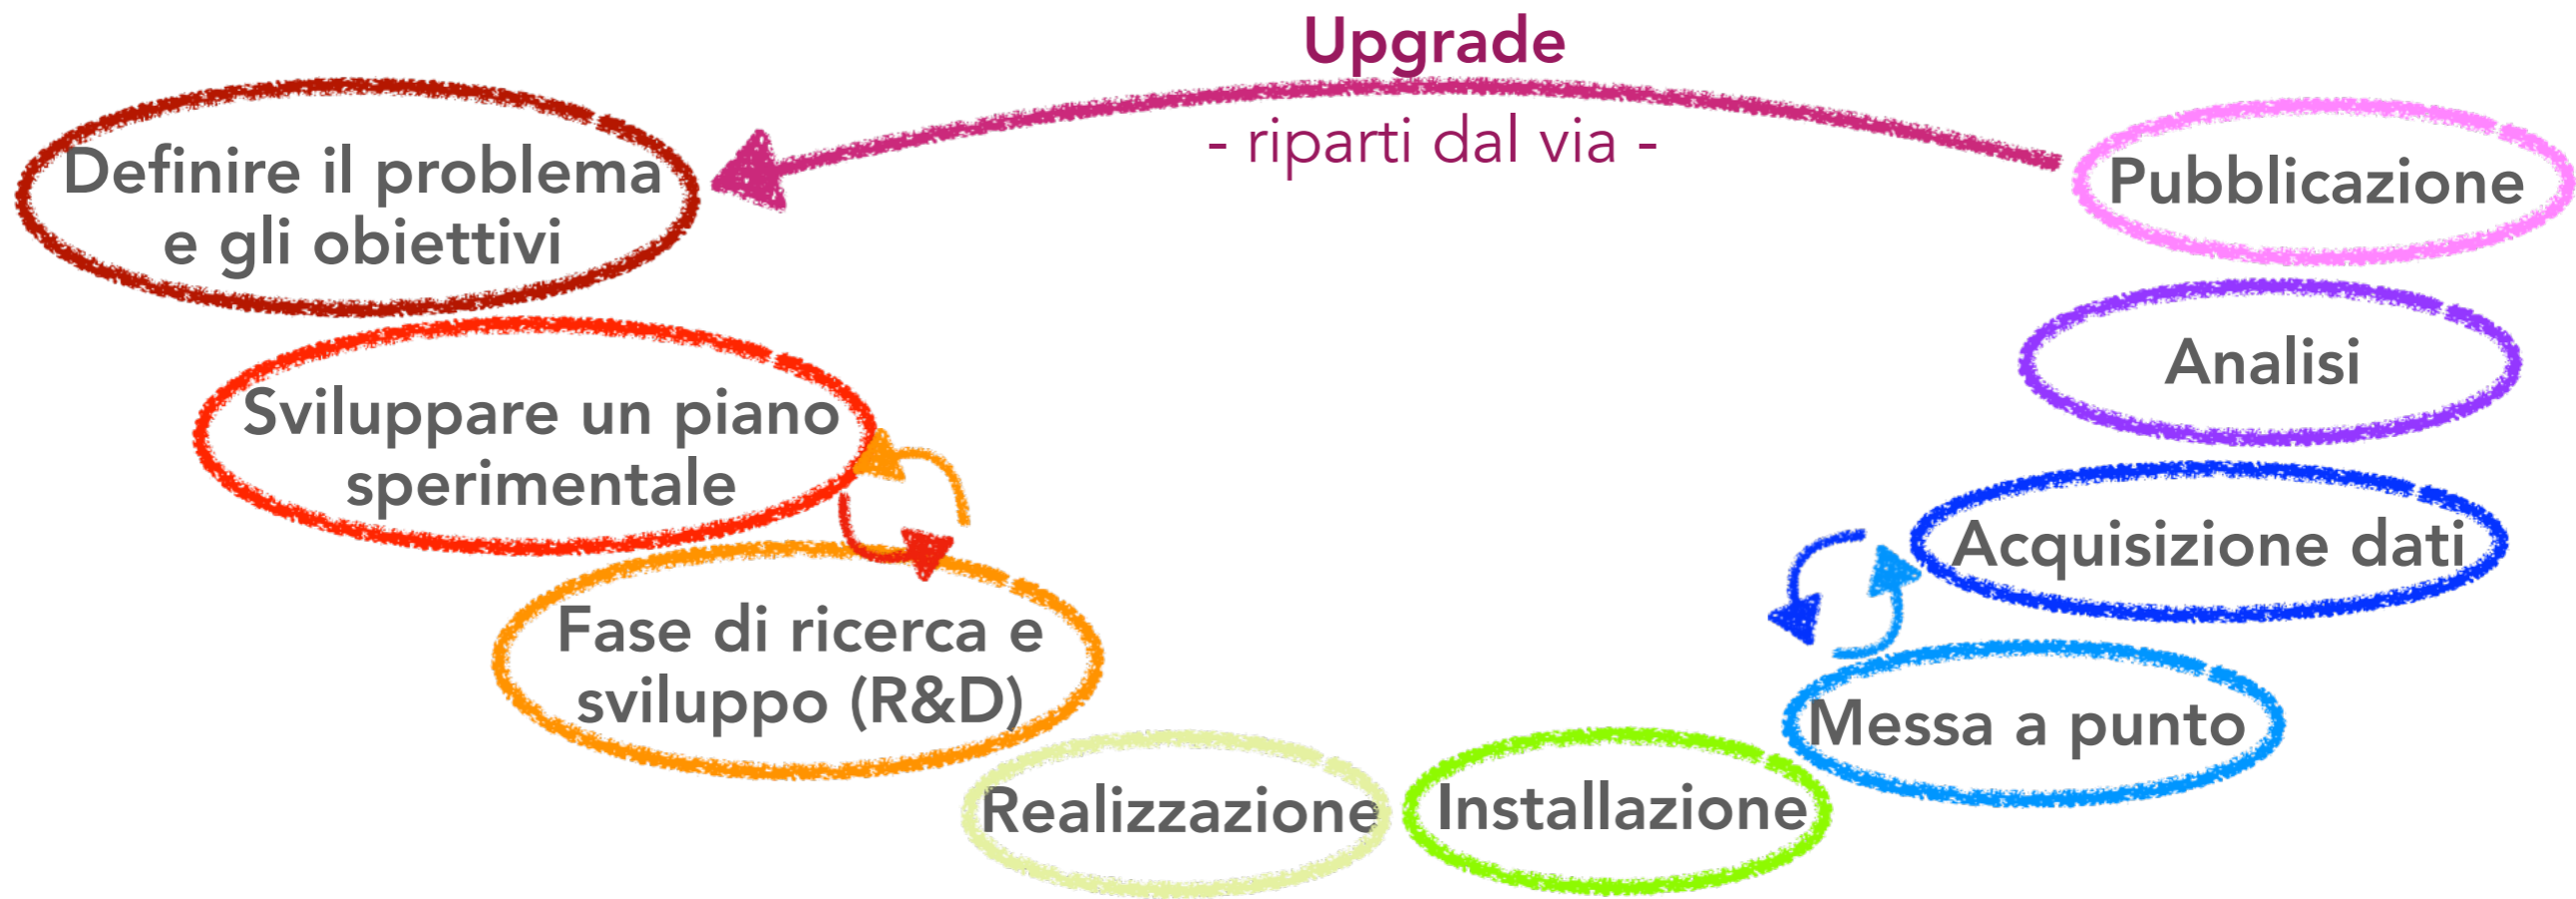 Upgrade
- riparti dal via -
Definire il problema
e gli obiettivi
Sviluppare un piano
sperimentale
Fase di ricerca e
sviluppo (R&D)
Realizzazione
Installazione
Messa a punto
Acquisizione dati
Analisi
Pubblicazione